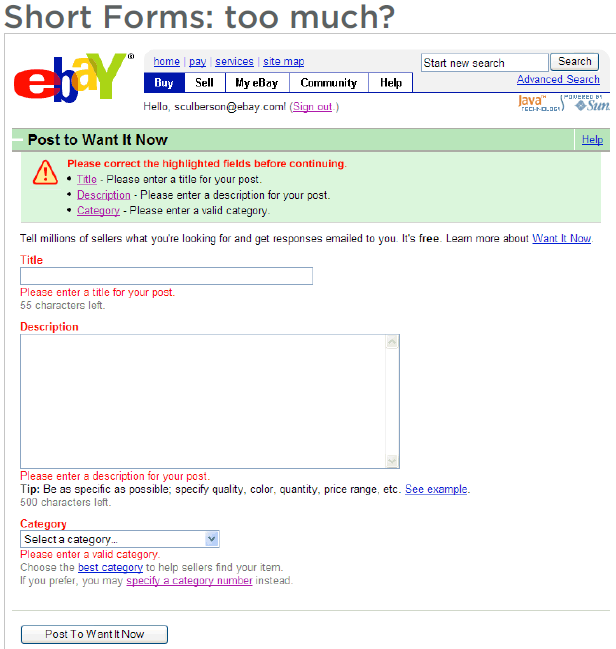 Short Forms: too much?
ebaY®
home | pay | services | site map
Start new search
Search
Buy Sell My eBay Community Help
Advanced Search
Hello, sculberson@ebay.com! (Sign out.)
Java™ TECHNOLOGY
POWERED BY Sun
Post to Want It Now
Help
Please correct the highlighted fields before continuing.
• Title - Please enter a title for your post.
• Description - Please enter a description for your post.
• Category - Please enter a valid category.
Tell millions of sellers what you're looking for and get responses emailed to you. It's free. Learn more about Want It Now.
Title
Please enter a title for your post.
55 characters left.
Description
Please enter a description for your post.
Tip: Be as specific as possible; specify quality, color, quantity, price range, etc. See example.
500 characters left.
Category
Select a category...
Please enter a valid category.
Choose the best category to help sellers find your item.
If you prefer, you may specify a category number instead.
Post To Want It Now